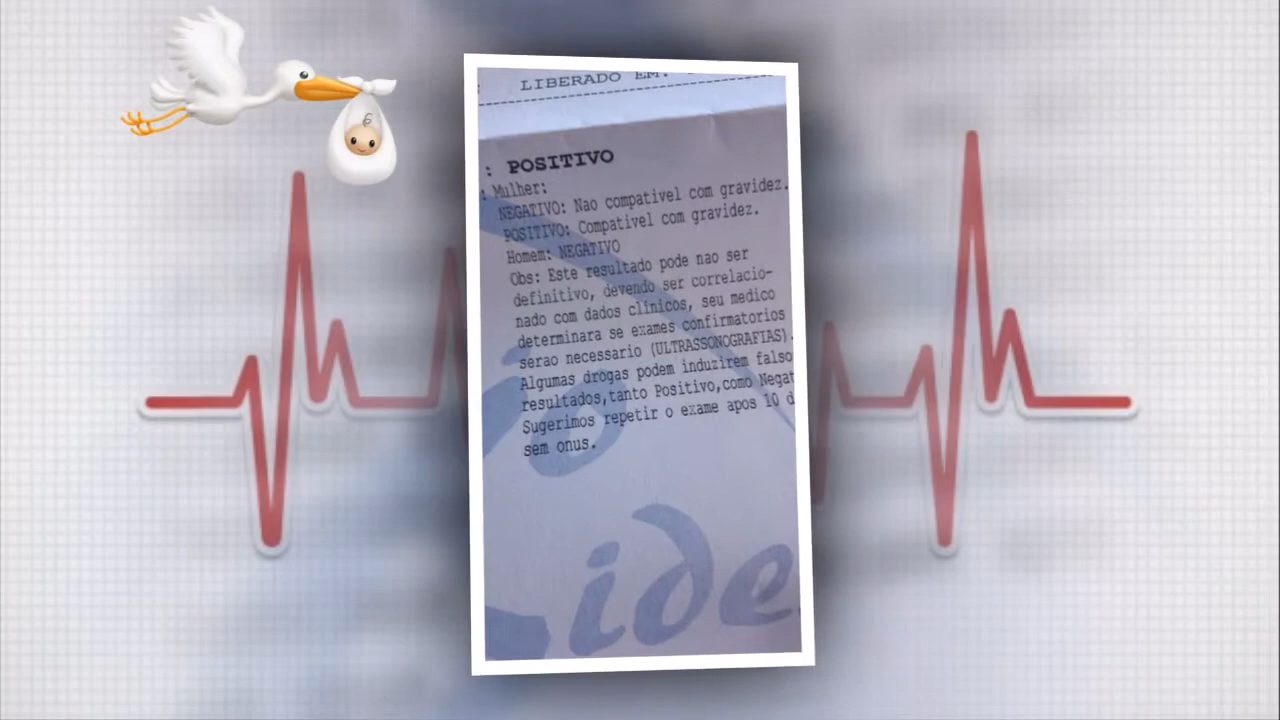 LIBERADO EM:
: POSITIVO
: Mulher:
NEGATIVO: Nao compativel com gravidez.
POSITIVO: Compativel com gravidez.
Homem: NEGATIVO
Obs: Este resultado pode nao ser
definitivo, devendo ser correlacio-
nado com dados clinicos, seu medico
determinara se exames confirmatorios
serao necessario (ULTRASSONOGRAFIAS).
Algumas drogas podem induzirem falso
resultados,tanto Positivo,como Negat
Sugerimos repetir o exame apos 10 d
sem onus.
ide